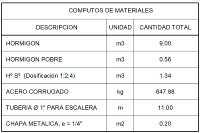 COMPUTOS DE MATERIALES
DESCRIPCION UNIDAD CANTIDAD TOTAL
HORMIGON m3 9.00
HORMIGON POBRE m3 0.56
Hº Sº (Dosificación 1:2:4) m3 1.34
ACERO CORRUGADO kg 647.88
TUBERIA Ø 1" PARA ESCALERA m 11.00
CHAPA METALICA, e = 1/4" m2 0.20